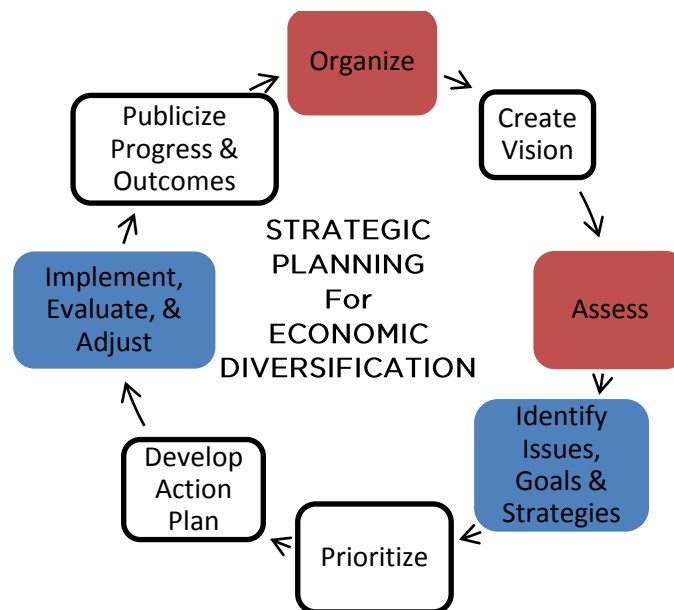 Organize
Create
Vision
Assess
Identify
Issues,
Goals &
Strategies
Prioritize
Develop
Action
Plan
Implement,
Evaluate, &
Adjust
Publicize
Progress &
Outcomes
STRATEGIC
PLANNING
For
ECONOMIC
DIVERSIFICATION